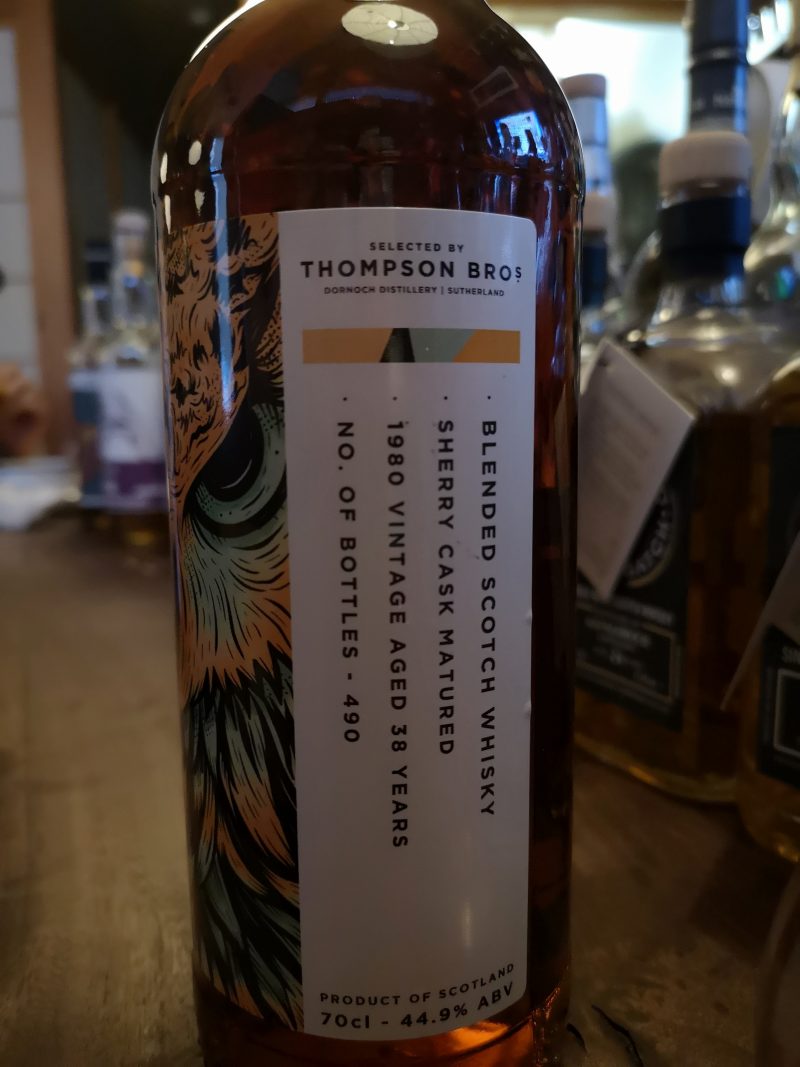 SELECTED BY
THOMPSON BROS
DORNOCH DISTILLERY | SUTHERLAND
· BLENDED SCOTCH WHISKY
· SHERRY CASK MATURED
· 1980 VINTAGE AGED 38 YEARS
· NO. OF BOTTLES - 490
PRODUCT OF SCOTLAND
70cl - 44.9% ABV